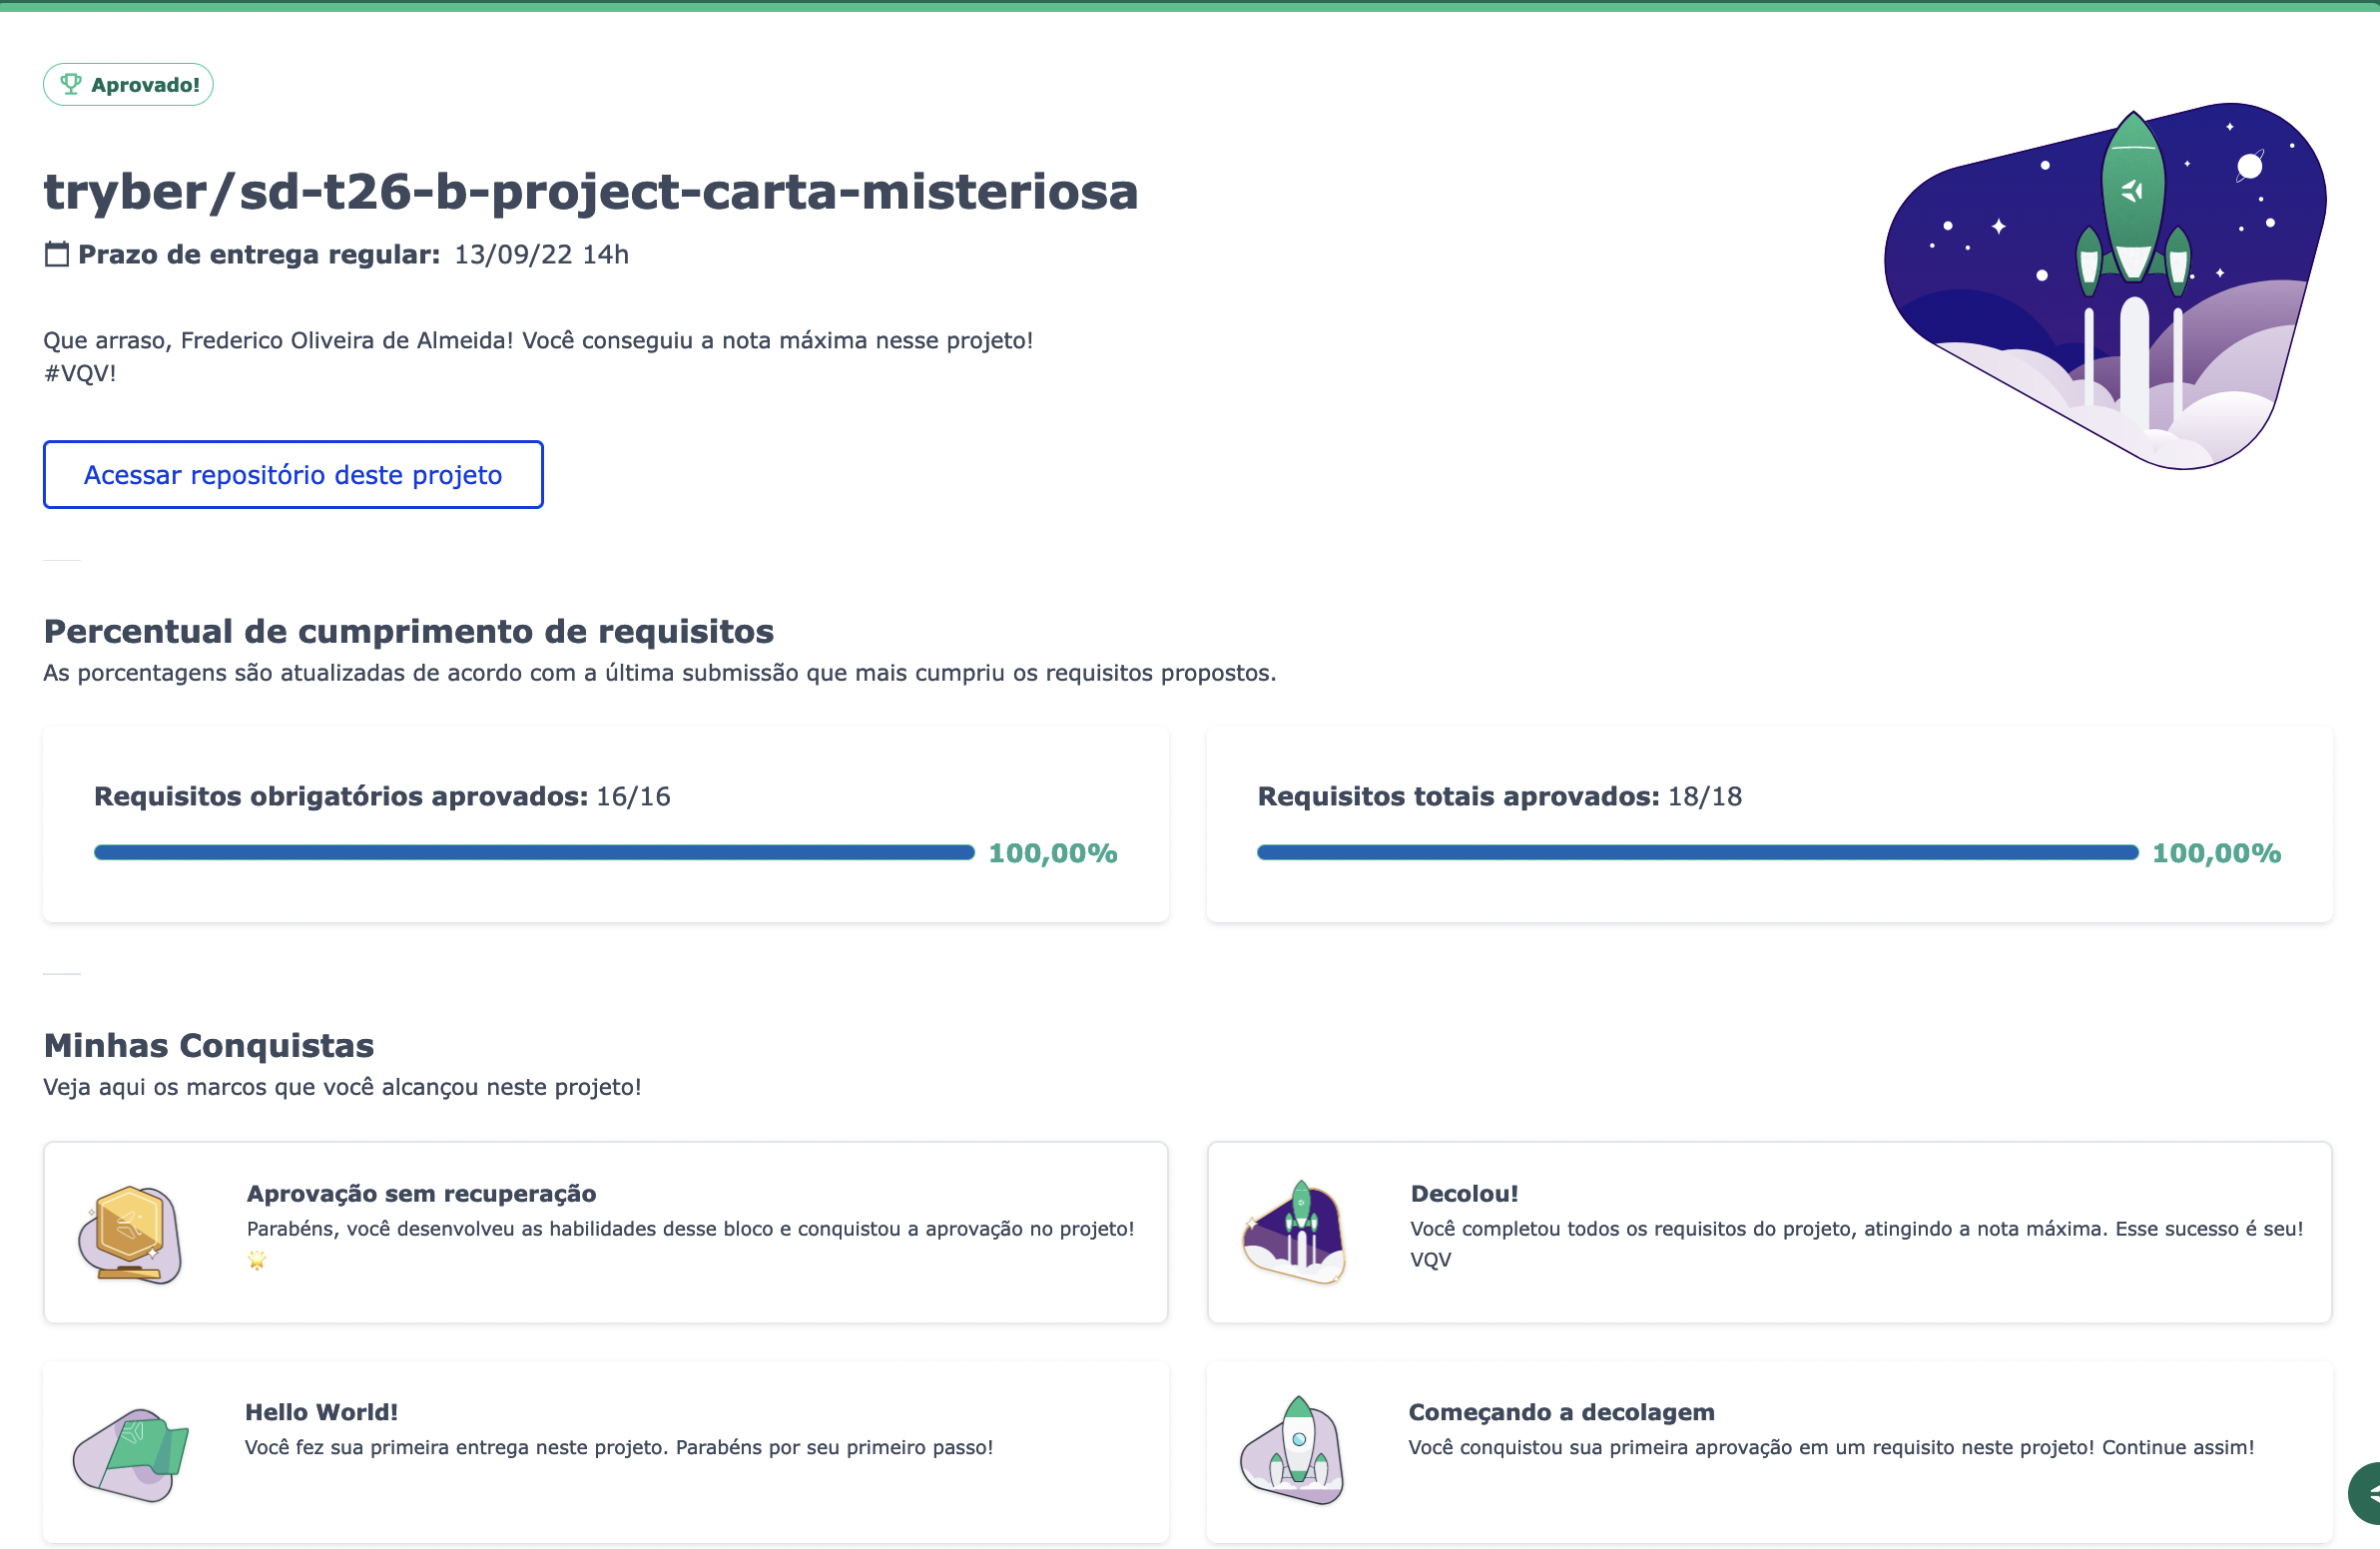 Aprovado!
tryber/sd-t26-b-project-carta-misteriosa
Prazo de entrega regular: 13/09/22 14h
Que arraso, Frederico Oliveira de Almeida! Você conseguiu a nota máxima nesse projeto!
#VQV!
Acessar repositório deste projeto
Percentual de cumprimento de requisitos
As porcentagens são atualizadas de acordo com a última submissão que mais cumpriu os requisitos propostos.
Requisitos obrigatórios aprovados: 16/16
100,00%
Requisitos totais aprovados: 18/18
100,00%
Minhas Conquistas
Veja aqui os marcos que você alcançou neste projeto!
Aprovação sem recuperação
Parabéns, você desenvolveu as habilidades desse bloco e conquistou a aprovação no projeto!
🌟
Decolou!
Você completou todos os requisitos do projeto, atingindo a nota máxima. Esse sucesso é seu!
VQV
Hello World!
Você fez sua primeira entrega neste projeto. Parabéns por seu primeiro passo!
Começando a decolagem
Você conquistou sua primeira aprovação em um requisito neste projeto! Continue assim!